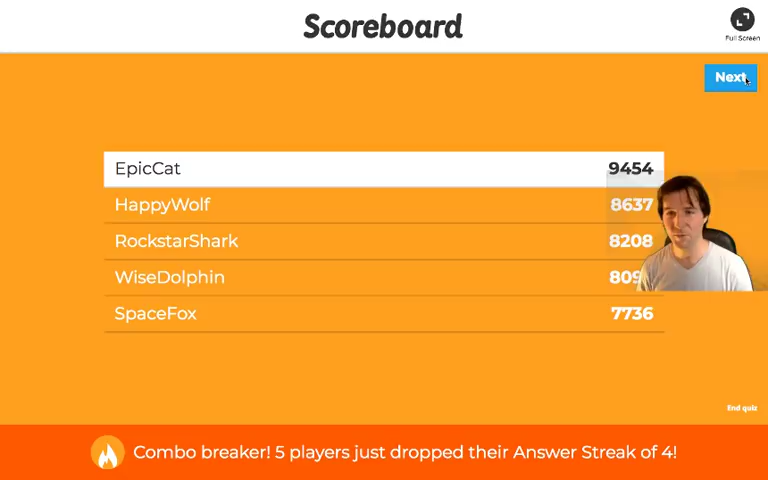 Scoreboard
Full Screen
Next
EpicCat 9454
HappyWolf 8637
RockstarShark 8208
WiseDolphin
SpaceFox 7736
End quiz
Combo breaker! 5 players just dropped their Answer Streak of 4!